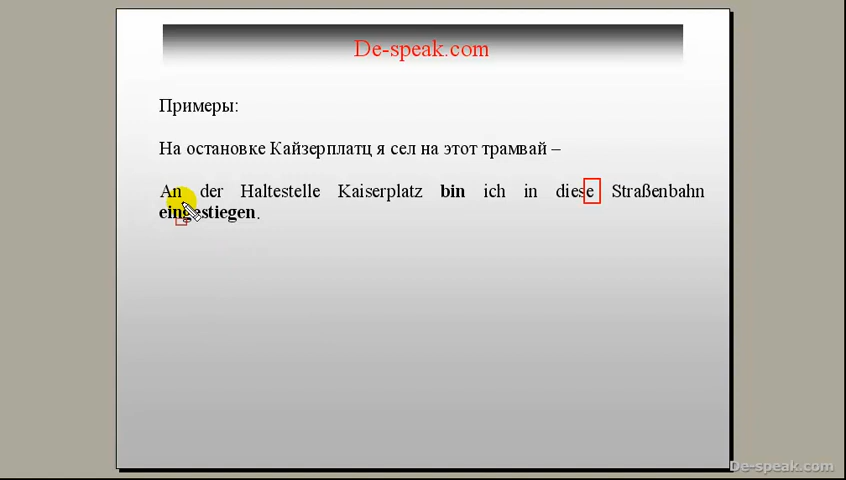 De-speak.com
Примеры:
На остановке Кайзерплатц я сел на этот трамвай –
An der Haltestelle Kaiserplatz bin ich in diese Straßenbahn
eingestiegen.
De-speak.com